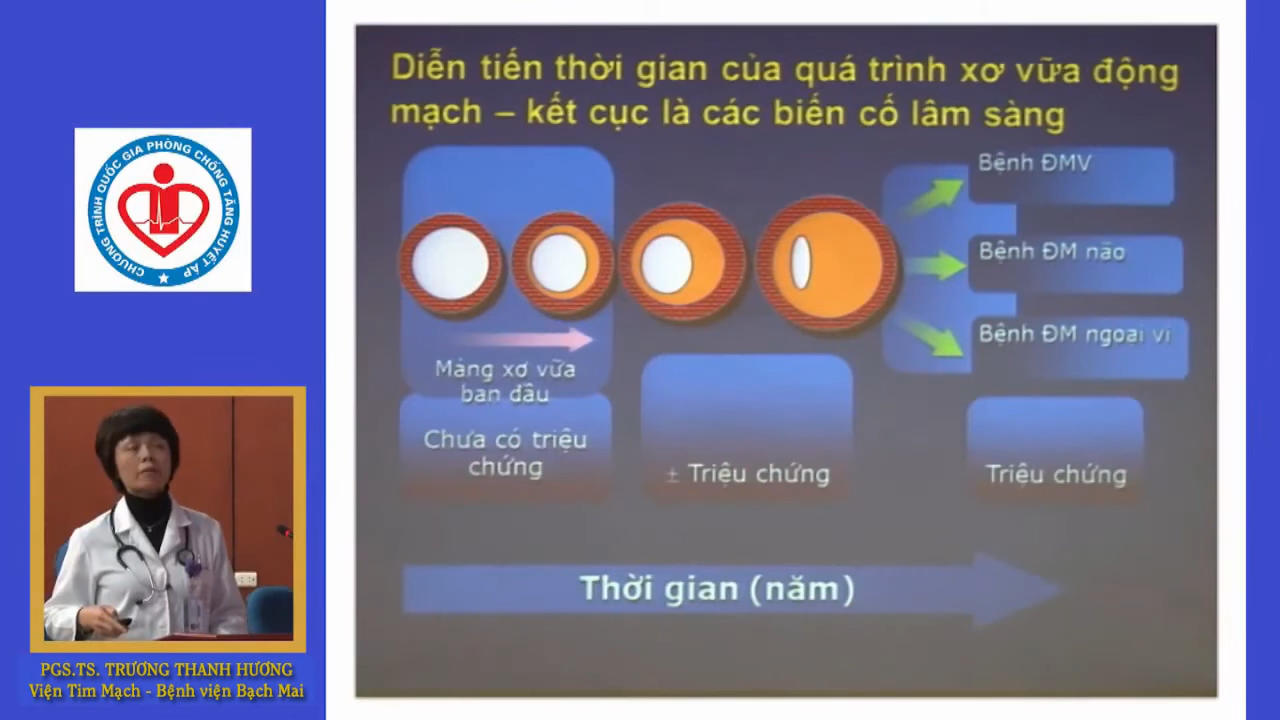 CHƯƠNG TRÌNH QUỐC GIA PHÒNG CHỐNG TĂNG HUYẾT ÁP
PGS.TS. TRƯƠNG THANH HƯƠNG
Viện Tim Mạch - Bệnh viện Bạch Mai
Diễn tiến thời gian của quá trình xơ vữa động
mạch – kết cục là các biến cố lâm sàng
Bệnh ĐMV
Bệnh ĐM não
Bệnh ĐM ngoại vi
Mảng xơ vữa
ban đầu
Chưa có triệu
chứng
± Triệu chứng
Triệu chứng
Thời gian (năm)